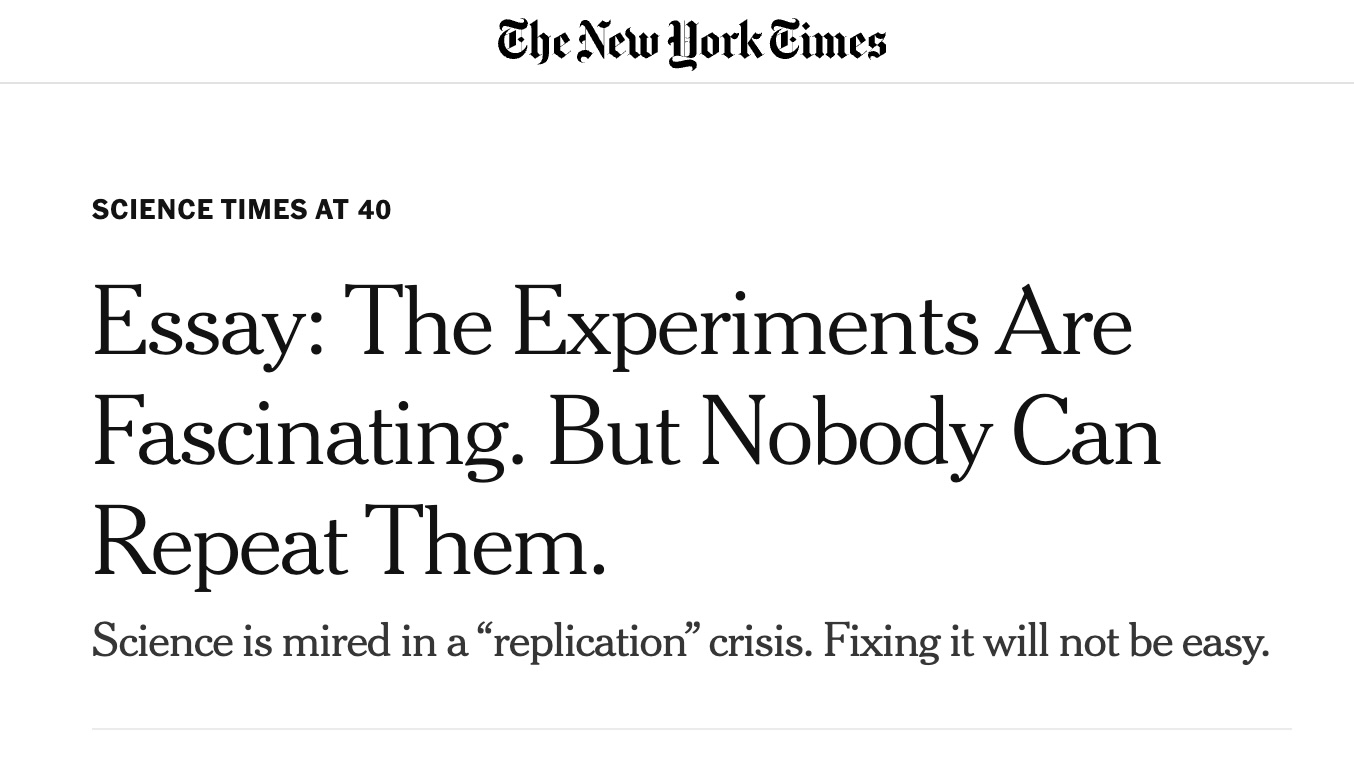 The New York Times
SCIENCE TIMES AT 40
Essay: The Experiments Are
Fascinating. But Nobody Can
Repeat Them.
Science is mired in a “replication” crisis. Fixing it will not be easy.